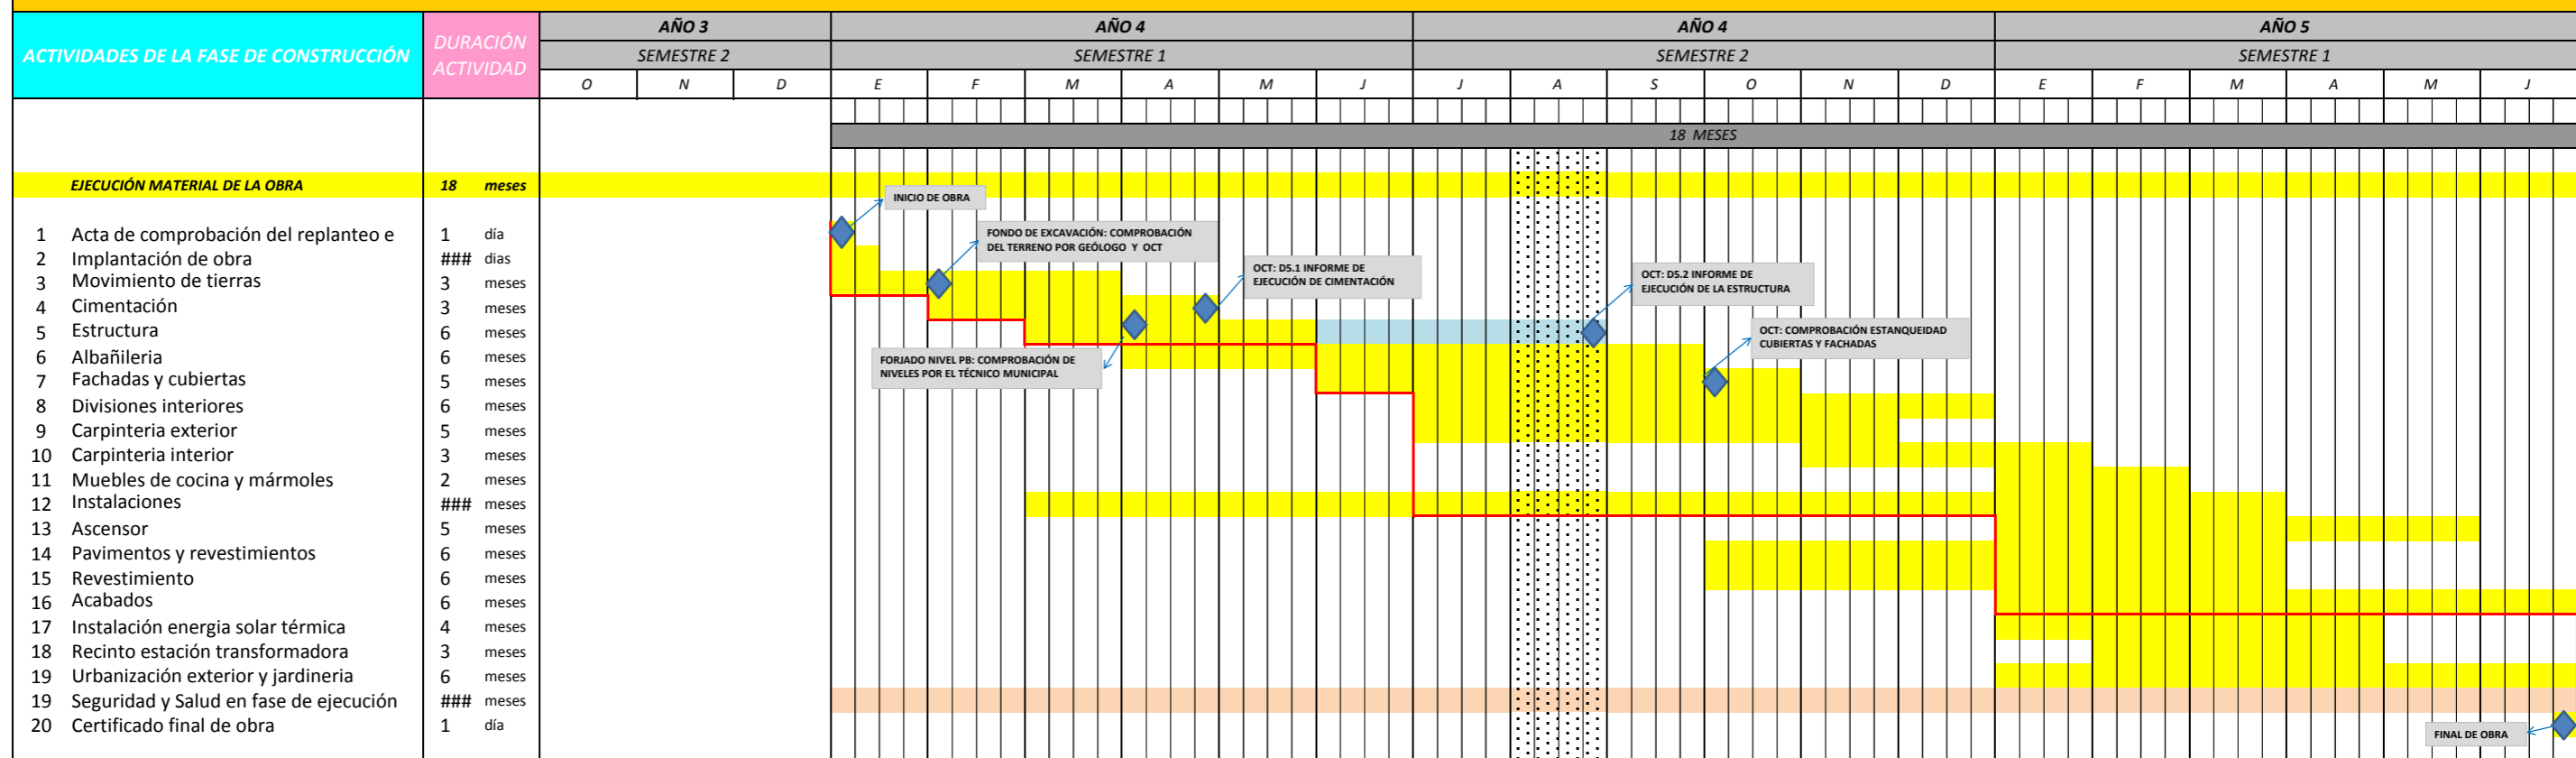 AÑO 3 AÑO 4 AÑO 4 AÑO 5
ACTIVIDADES DE LA FASE DE CONSTRUCCIÓN
DURACIÓN
ACTIVIDAD
SEMESTRE 2 SEMESTRE 1 SEMESTRE 2 SEMESTRE 1
O N D E F M A M J J A S O N D E F M A M J
18 MESES
EJECUCIÓN MATERIAL DE LA OBRA 18 meses
INICIO DE OBRA
1 Acta de comprobación del replanteo e 1 día
FONDO DE EXCAVACIÓN: COMPROBACIÓN
DEL TERRENO POR GEÓLOGO Y OCT
2 Implantación de obra ### dias
OCT: D5.1 INFORME DE
EJECUCIÓN DE CIMENTACIÓN
OCT: D5.2 INFORME DE
EJECUCIÓN DE LA ESTRUCTURA
3 Movimiento de tierras 3 meses
4 Cimentación 3 meses
5 Estructura 6 meses
OCT: COMPROBACIÓN ESTANQUEIDAD
CUBIERTAS Y FACHADAS
6 Albañileria 6 meses
FORJADO NIVEL PB: COMPROBACIÓN DE
NIVELES POR EL TÉCNICO MUNICIPAL
7 Fachadas y cubiertas 5 meses
8 Divisiones interiores 6 meses
9 Carpinteria exterior 5 meses
10 Carpinteria interior 3 meses
11 Muebles de cocina y mármoles 2 meses
12 Instalaciones ### meses
13 Ascensor 5 meses
14 Pavimentos y revestimientos 6 meses
15 Revestimiento 6 meses
16 Acabados 6 meses
17 Instalación energia solar térmica 4 meses
18 Recinto estación transformadora 3 meses
19 Urbanización exterior y jardineria 6 meses
19 Seguridad y Salud en fase de ejecución ### meses
20 Certificado final de obra 1 día
FINAL DE OBRA